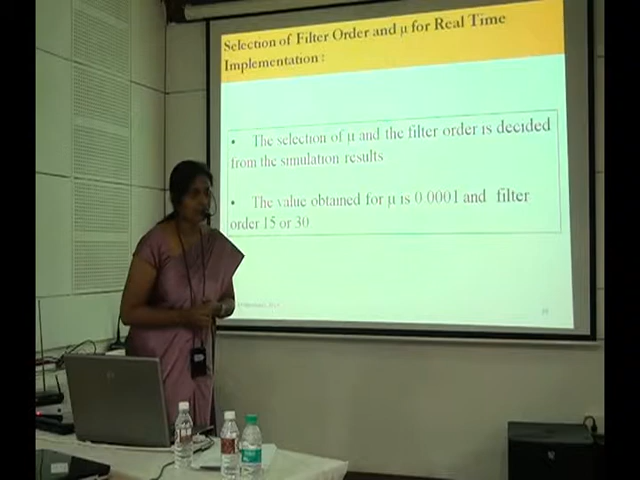 Selection of Filter Order and μ for Real Time
Implementation :
• The selection of μ and the filter order is decided
from the simulation results
• The value obtained for μ is 0.0001 and filter
order 15 or 30